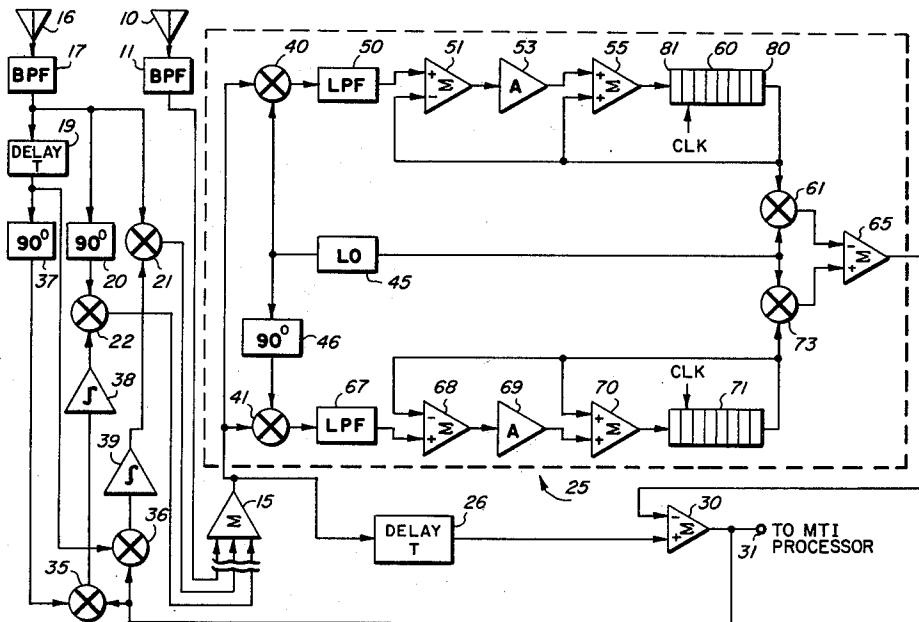 16
10
BPF
17
11
BPF
19
DELAY
T
90°
37
90°
20
21
22
∫
38
39
∫
36
35
15
M
40
50
LPF
51
+
-
M
53
A
55
+
+
M
81
60
80
CLK
61
65
-
+
M
LO
45
90°
46
73
41
67
LPF
68
-
+
M
69
A
70
+
+
M
CLK
71
25
26
DELAY
T
30
-
+
M
31
TO MTI
PROCESSOR